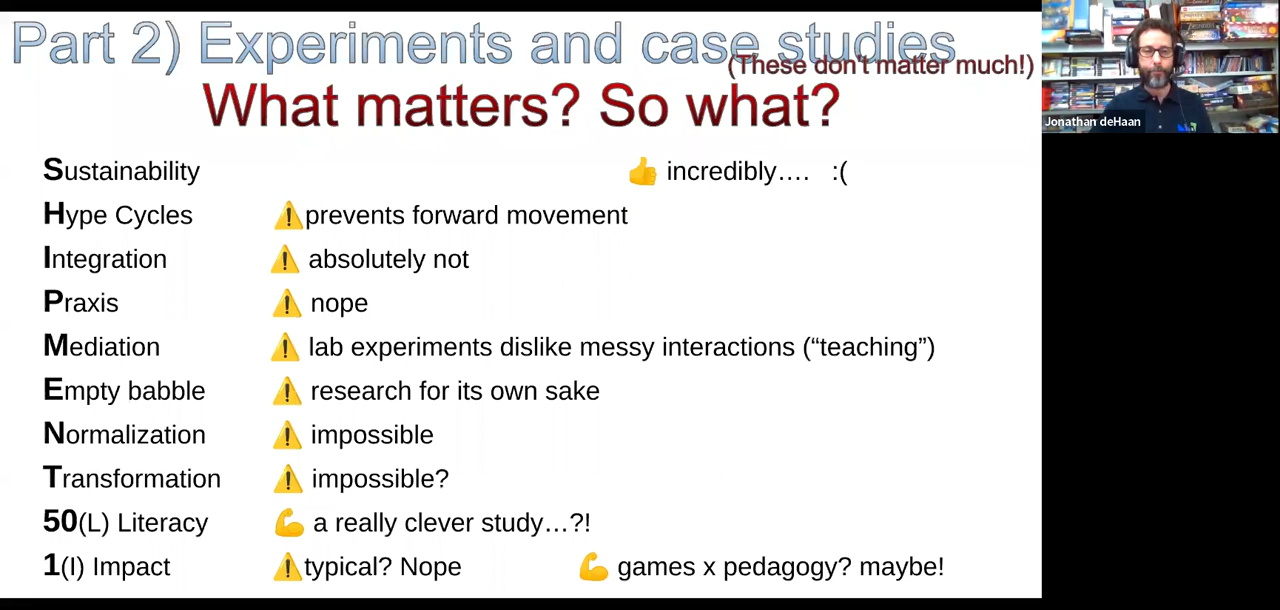 Part 2) Experiments and case studies
(These don't matter much!)
What matters? So what?
Sustainability 👍 incredibly.... :(
Hype Cycles ⚠️prevents forward movement
Integration ⚠️ absolutely not
Praxis ⚠️ nope
Mediation ⚠️ lab experiments dislike messy interactions (“teaching”)
Empty babble ⚠️ research for its own sake
Normalization ⚠️ impossible
Transformation ⚠️ impossible?
50(L) Literacy 💪 a really clever study…?!
1(I) Impact ⚠️typical? Nope 💪 games x pedagogy? maybe!
Jonathan deHaan